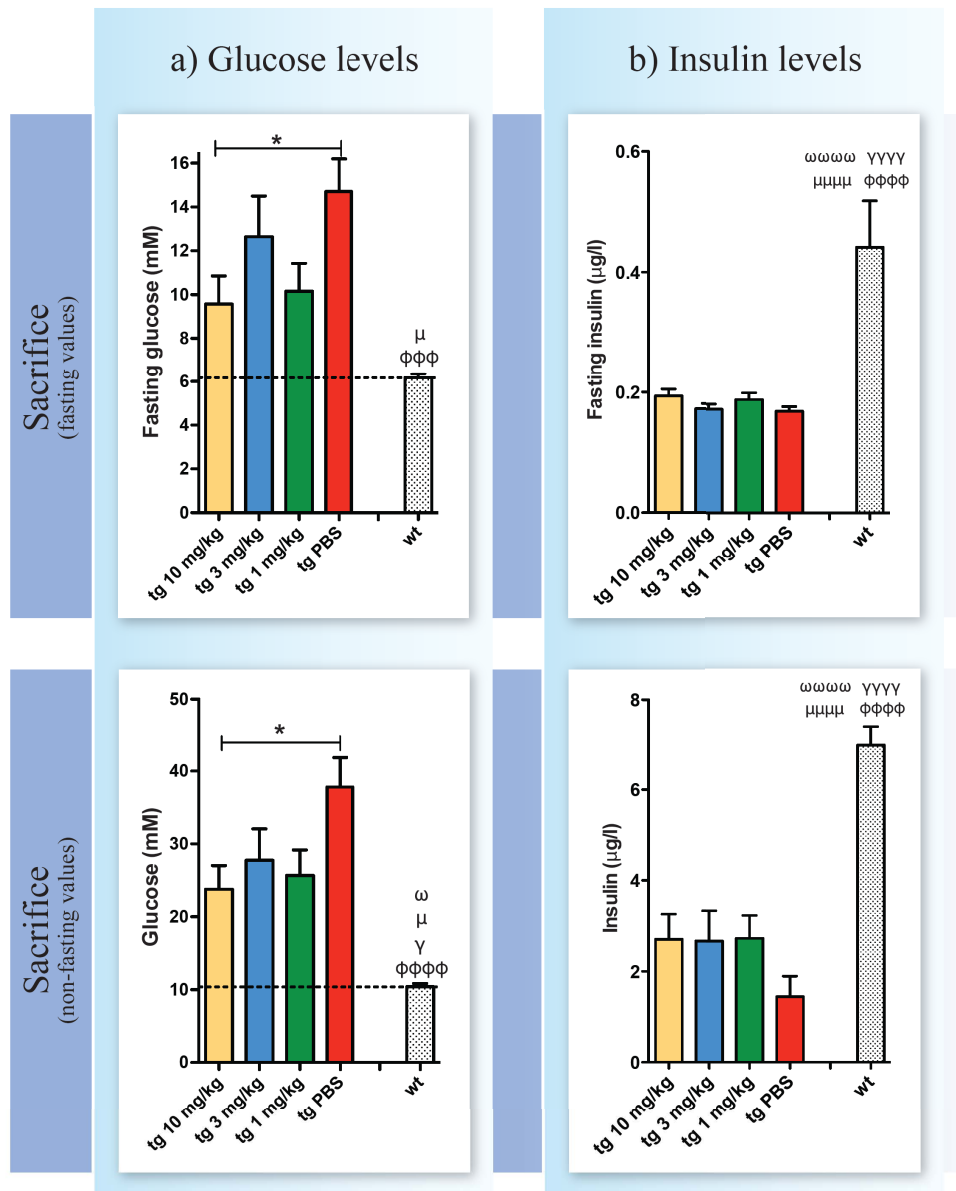 a) Glucose levels
b) Insulin levels
Sacrifice
(fasting values)
Fasting glucose (mM)
16
14
12
10
8
6
4
2
0
*
μ
ϕϕϕ
tg 10 mg/kg
tg 3 mg/kg
tg 1 mg/kg
tg PBS
wt
Fasting insulin (μg/l)
0.6
0.4
0.2
0.0
ωωωω γγγγ
μμμμ ϕϕϕϕ
tg 10 mg/kg
tg 3 mg/kg
tg 1 mg/kg
tg PBS
wt
Sacrifice
(non-fasting values)
Glucose (mM)
50
40
30
20
10
0
*
ω
μ
γ
ϕϕϕϕ
tg 10 mg/kg
tg 3 mg/kg
tg 1 mg/kg
tg PBS
wt
Insulin (μg/l)
8
6
4
2
0
ωωωω γγγγ
μμμμ ϕϕϕϕ
tg 10 mg/kg
tg 3 mg/kg
tg 1 mg/kg
tg PBS
wt